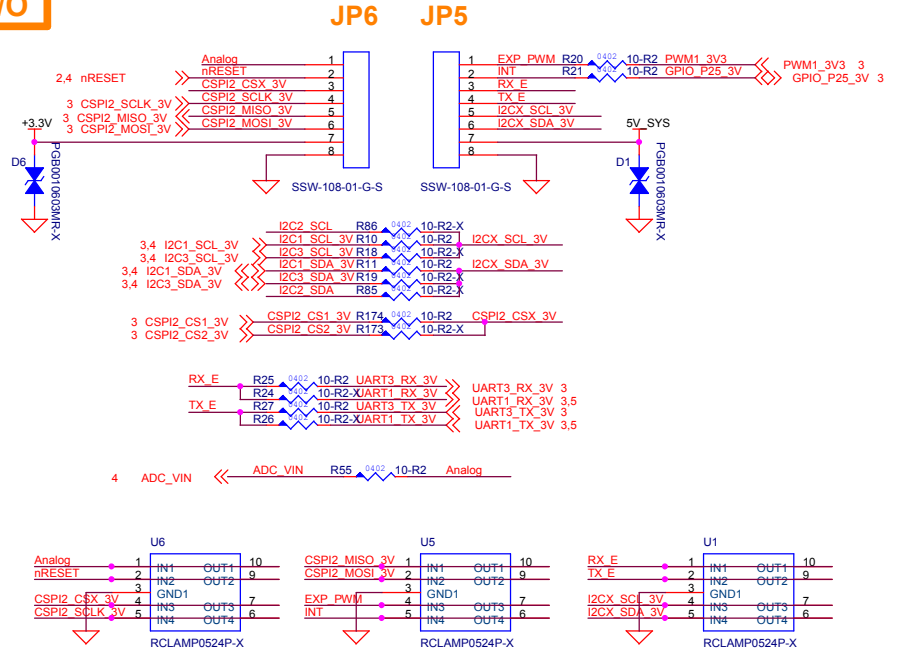 I/O
JP6 JP5
Analog 1 1 EXP_PWM R20 0402 10-R2 PWM1_3V3 PWM1_3V3 3
2,4 nRESET nRESET 2 2 INT R21 0402 10-R2 GPIO_P25_3V GPIO_P25_3V 3
CSPI2_CSX_3V 3 3 RX_E
3 CSPI2_SCLK_3V CSPI2_SCLK_3V 4 4 TX_E
3 CSPI2_MISO_3V CSPI2_MISO_3V 5 5 I2CX_SCL_3V
3 CSPI2_MOSI_3V CSPI2_MOSI_3V 6 6 I2CX_SDA_3V
+3.3V 7 7 5V_SYS
8 8
D6 PGB0010603MR-X SSW-108-01-G-S SSW-108-01-G-S D1 PGB0010603MR-X
I2C2_SCL R86 0402 10-R2-X
3,4 I2C1_SCL_3V I2C1_SCL_3V R10 0402 10-R2 I2CX_SCL_3V
3,4 I2C3_SCL_3V I2C3_SCL_3V R18 0402 10-R2-X
3,4 I2C1_SDA_3V I2C1_SDA_3V R11 0402 10-R2 I2CX_SDA_3V
3,4 I2C3_SDA_3V I2C3_SDA_3V R19 0402 10-R2-X
I2C2_SDA R85 0402 10-R2-X
3 CSPI2_CS1_3V CSPI2_CS1_3V R174 0402 10-R2 CSPI2_CSX_3V
3 CSPI2_CS2_3V CSPI2_CS2_3V R173 0402 10-R2-X
RX_E R25 0402 10-R2 UART3_RX_3V UART3_RX_3V 3
R24 0402 10-R2-X UART1_RX_3V UART1_RX_3V 3,5
TX_E R27 0402 10-R2 UART3_TX_3V UART3_TX_3V 3
R26 0402 10-R2-X UART1_TX_3V UART1_TX_3V 3,5
4 ADC_VIN ADC_VIN R55 0402 10-R2 Analog
U6 U5 U1
Analog 1 IN1 OUT1 10 CSPI2_MISO_3V 1 IN1 OUT1 10 RX_E 1 IN1 OUT1 10
nRESET 2 IN2 OUT2 9 CSPI2_MOSI_3V 2 IN2 OUT2 9 TX_E 2 IN2 OUT2 9
3 GND1 3 GND1 3 GND1
CSPI2_CSX_3V 4 IN3 OUT3 7 EXP_PWM 4 IN3 OUT3 7 I2CX_SCL_3V 4 IN3 OUT3 7
CSPI2_SCLK_3V 5 IN4 OUT4 6 INT 5 IN4 OUT4 6 I2CX_SDA_3V 5 IN4 OUT4 6
RCLAMP0524P-X RCLAMP0524P-X RCLAMP0524P-X